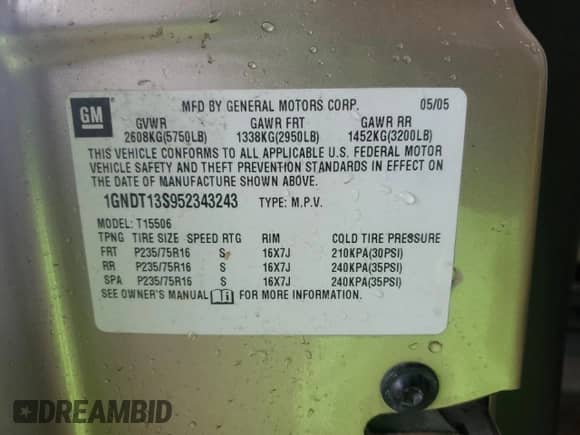 GM
MFD BY GENERAL MOTORS CORP. 05/05
GVWR GAWR FRT GAWR RR
2608KG(5750LB) 1338KG(2950LB) 1452KG(3200LB)
THIS VEHICLE CONFORMS TO ALL APPLICABLE U.S. FEDERAL MOTOR
VEHICLE SAFETY AND THEFT PREVENTION STANDARDS IN EFFECT ON
THE DATE OF MANUFACTURE SHOWN ABOVE.
1GNDT13S952343243 TYPE: M.P.V.
MODEL: T15506
TPNG TIRE SIZE SPEED RTG RIM COLD TIRE PRESSURE
FRT P235/75R16 S 16X7J 210KPA(30PSI)
RR P235/75R16 S 16X7J 240KPA(35PSI)
SPA P235/75R16 S 16X7J 240KPA(35PSI)
SEE OWNER'S MANUAL FOR MORE INFORMATION.
DREAMBID